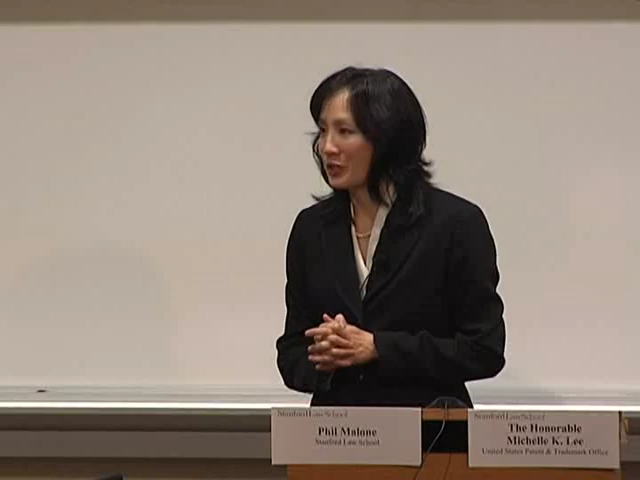 Stanford Law School
Phil Malone
Stanford Law School
Stanford Law School
The Honorable
Michelle K. Lee
United States Patent & Trademark Office